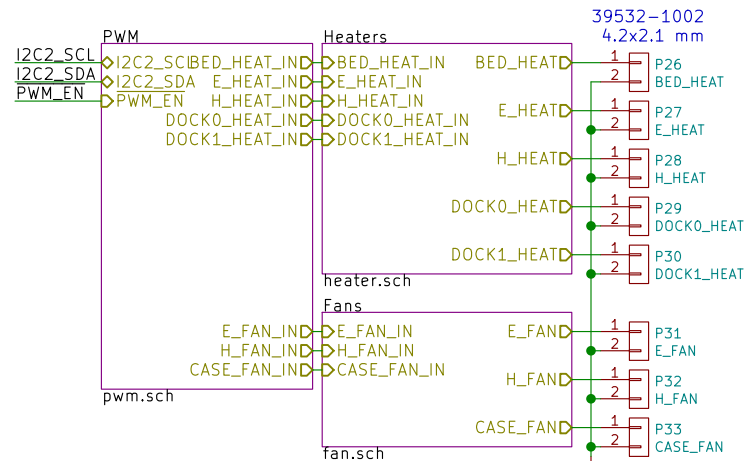 39532-1002
4.2x2.1 mm
PWM
Heaters
I2C2_SCL
I2C2_SDA
PWM_EN
I2C2_SCL
I2C2_SDA
PWM_EN
BED_HEAT_IN
E_HEAT_IN
H_HEAT_IN
DOCK0_HEAT_IN
DOCK1_HEAT_IN
BED_HEAT_IN
E_HEAT_IN
H_HEAT_IN
DOCK0_HEAT_IN
DOCK1_HEAT_IN
BED_HEAT
E_HEAT
H_HEAT
DOCK0_HEAT
DOCK1_HEAT
1
2
P26
BED_HEAT
1
2
P27
E_HEAT
1
2
P28
H_HEAT
1
2
P29
DOCK0_HEAT
1
2
P30
DOCK1_HEAT
heater.sch
Fans
E_FAN_IN
H_FAN_IN
CASE_FAN_IN
E_FAN_IN
H_FAN_IN
CASE_FAN_IN
E_FAN
H_FAN
CASE_FAN
1
2
P31
E_FAN
1
2
P32
H_FAN
1
2
P33
CASE_FAN
pwm.sch
fan.sch